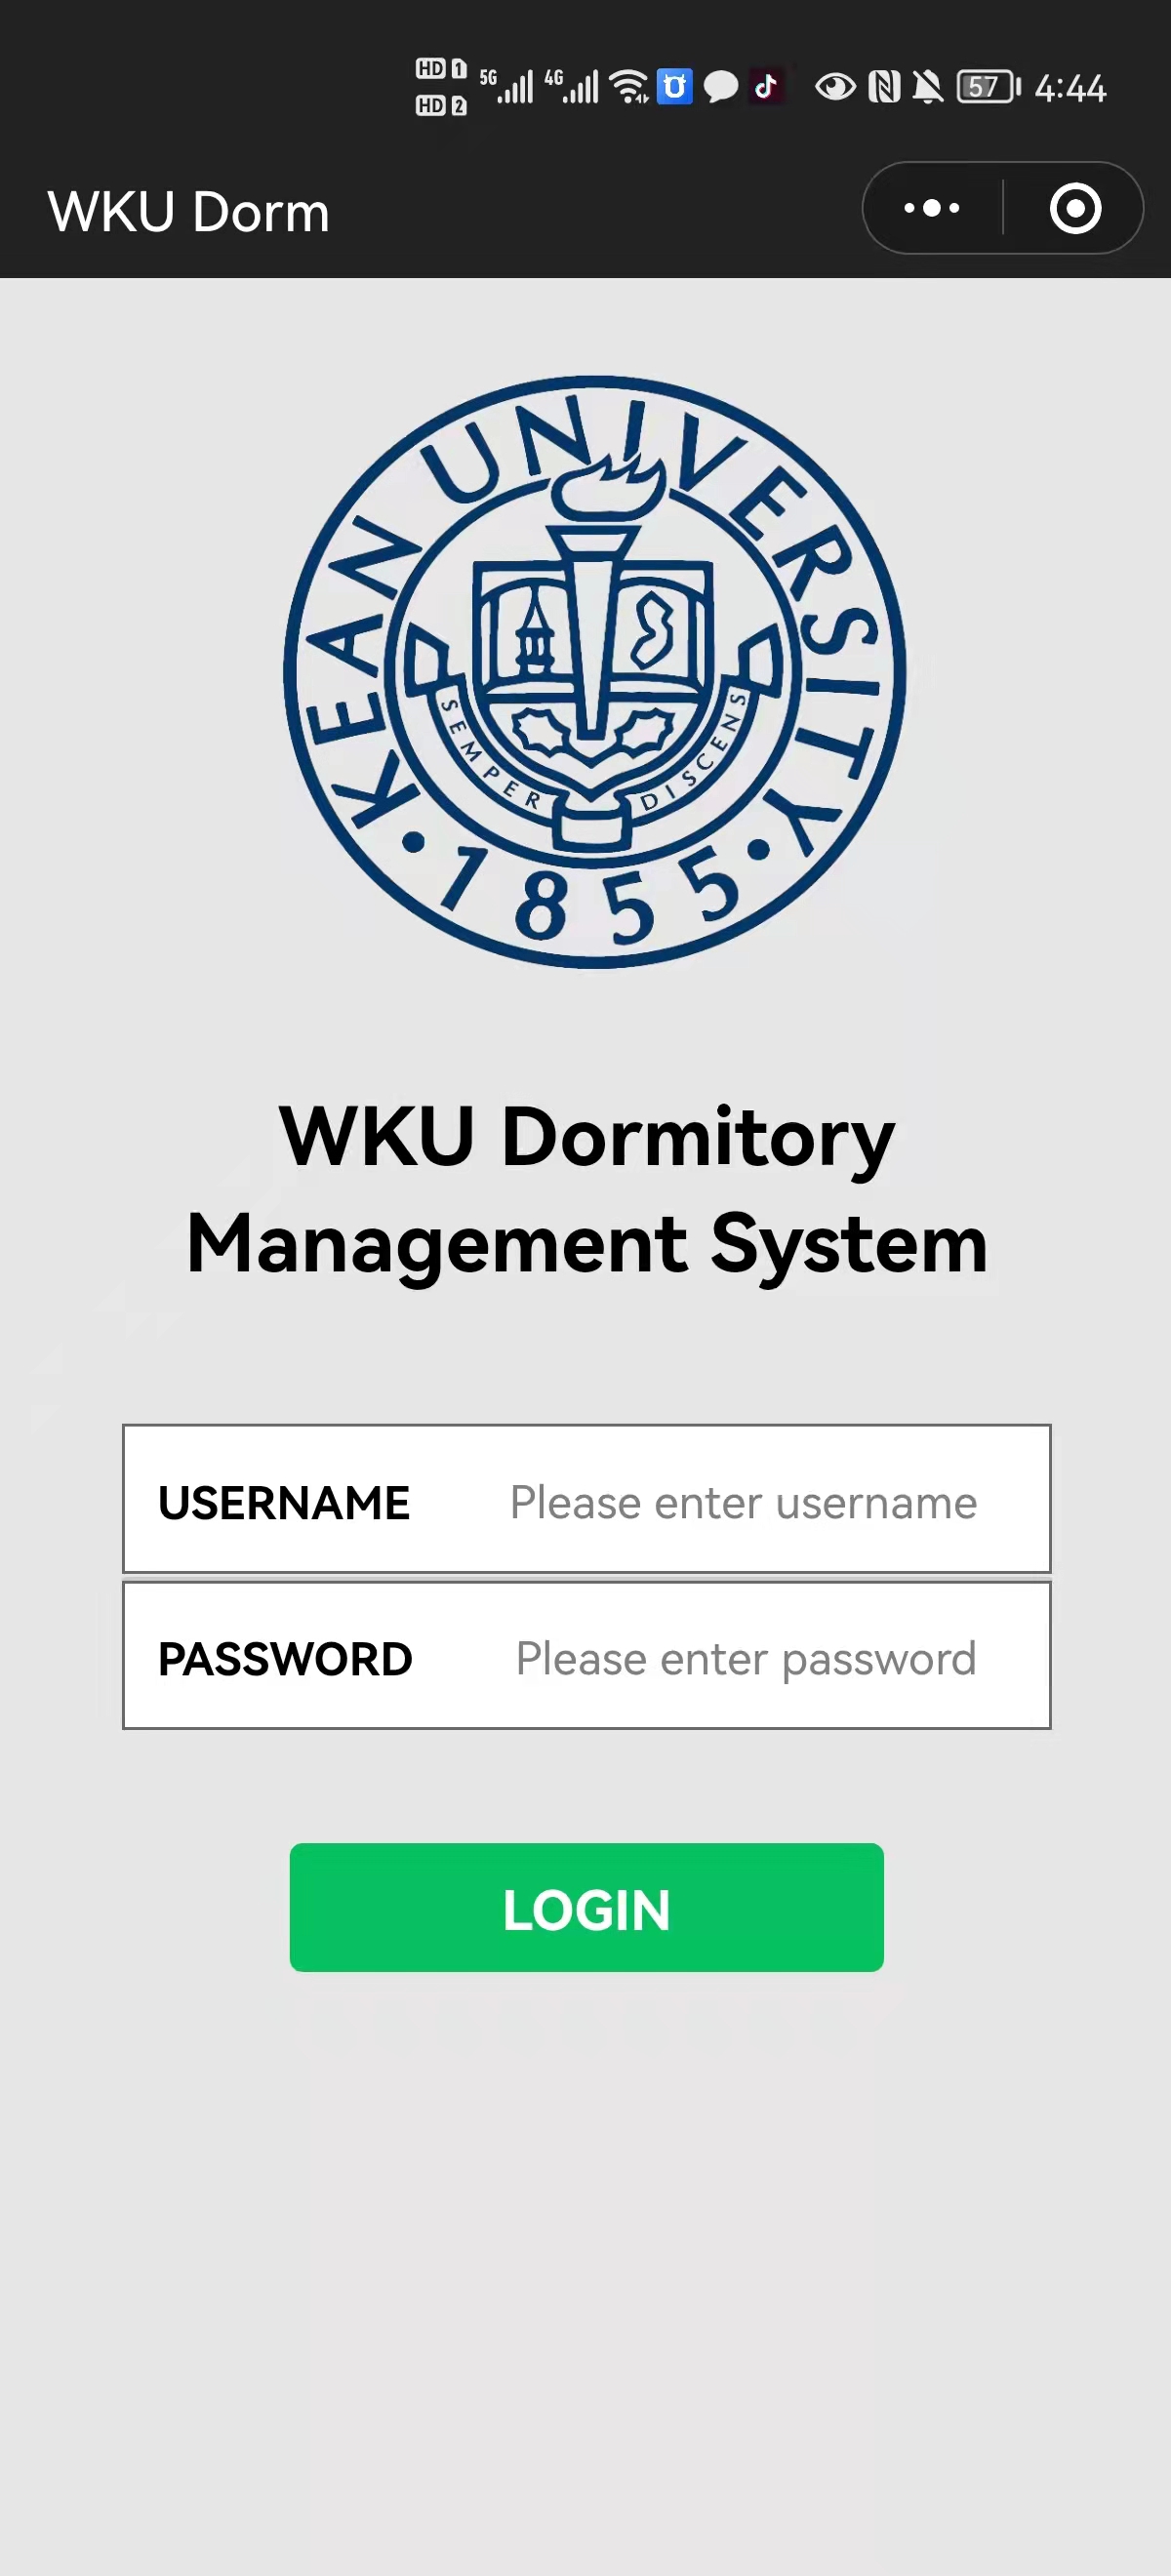 HD 1
HD 2
5G
4G
57
4:44
WKU Dorm
KEAN UNIVERSITY
SEMPER DISCENS
1855
WKU Dormitory
Management System
USERNAME
Please enter username
PASSWORD
Please enter password
LOGIN